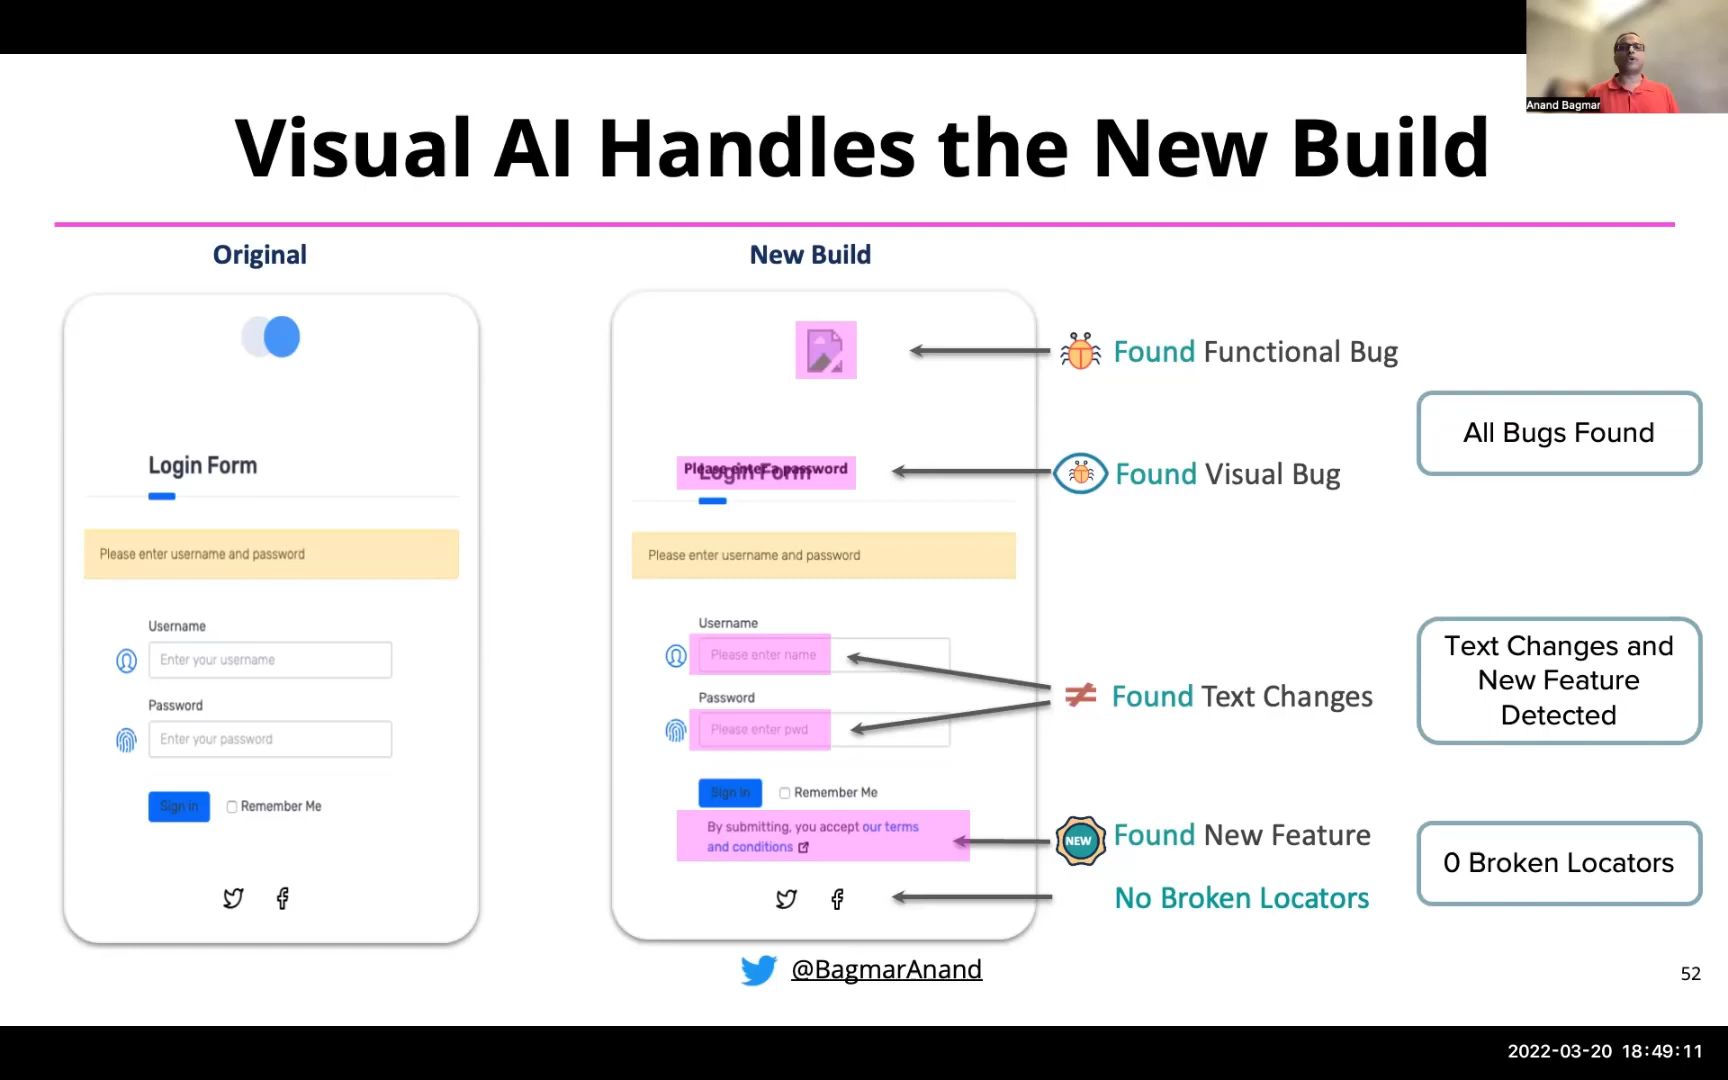 Anand Bagmar
Visual AI Handles the New Build
Original
New Build
Login Form
Please enter username and password
Username
Enter your username
Password
Enter your password
Sign in
Remember Me
Please enter a password
Login Form
Please enter username and password
Username
Please enter name
Password
Please enter pwd
Sign in
Remember Me
By submitting, you accept our terms
and conditions
Found Functional Bug
Found Visual Bug
Found Text Changes
NEW
Found New Feature
No Broken Locators
All Bugs Found
Text Changes and
New Feature
Detected
0 Broken Locators
@BagmarAnand
52
2022-03-20 18:49:11